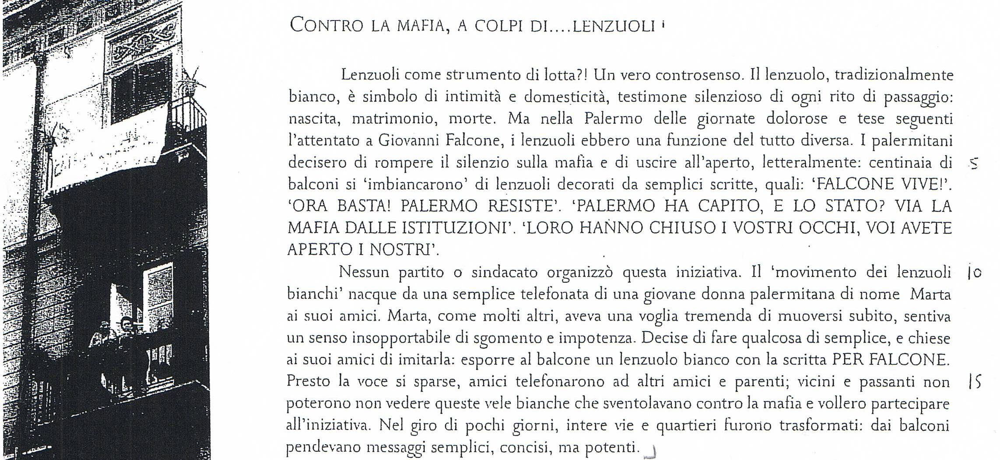 CONTRO LA MAFIA, A COLPI DI....LENZUOLI i
Lenzuoli come strumento di lotta?! Un vero controsenso. Il lenzuolo, tradizionalmente
bianco, è simbolo di intimità e domesticità, testimone silenzioso di ogni rito di passaggio:
nascita, matrimonio, morte. Ma nella Palermo delle giornate dolorose e tese seguenti
l'attentato a Giovanni Falcone, i lenzuoli ebbero una funzione del tutto diversa. I palermitani
decisero di rompere il silenzio sulla mafia e di uscire all'aperto, letteralmente: centinaia di 5
balconi si 'imbiancarono' di lenzuoli decorati da semplici scritte, quali: 'FALCONE VIVE!'.
'ORA BASTA! PALERMO RESISTE'. 'PALERMO HA CAPITO, E LO STATO? VIA LA
MAFIA DALLE ISTITUZIONI'. 'LORO HANNO CHIUSO I VOSTRI OCCHI, VOI AVETE
APERTO I NOSTRI'.
Nessun partito o sindacato organizzò questa iniziativa. Il 'movimento dei lenzuoli 10
bianchi' nacque da una semplice telefonata di una giovane donna palermitana di nome Marta
ai suoi amici. Marta, come molti altri, aveva una voglia tremenda di muoversi subito, sentiva
un senso insopportabile di sgomento e impotenza. Decise di fare qualcosa di semplice, e chiese
ai suoi amici di imitarla: esporre al balcone un lenzuolo bianco con la scritta PER FALCONE.
Presto la voce si sparse, amici telefonarono ad altri amici e parenti; vicini e passanti non 15
poterono non vedere queste vele bianche che sventolavano contro la mafia e vollero partecipare
all'iniziativa. Nel giro di pochi giorni, intere vie e quartieri furono trasformati: dai balconi
pendevano messaggi semplici, concisi, ma potenti.